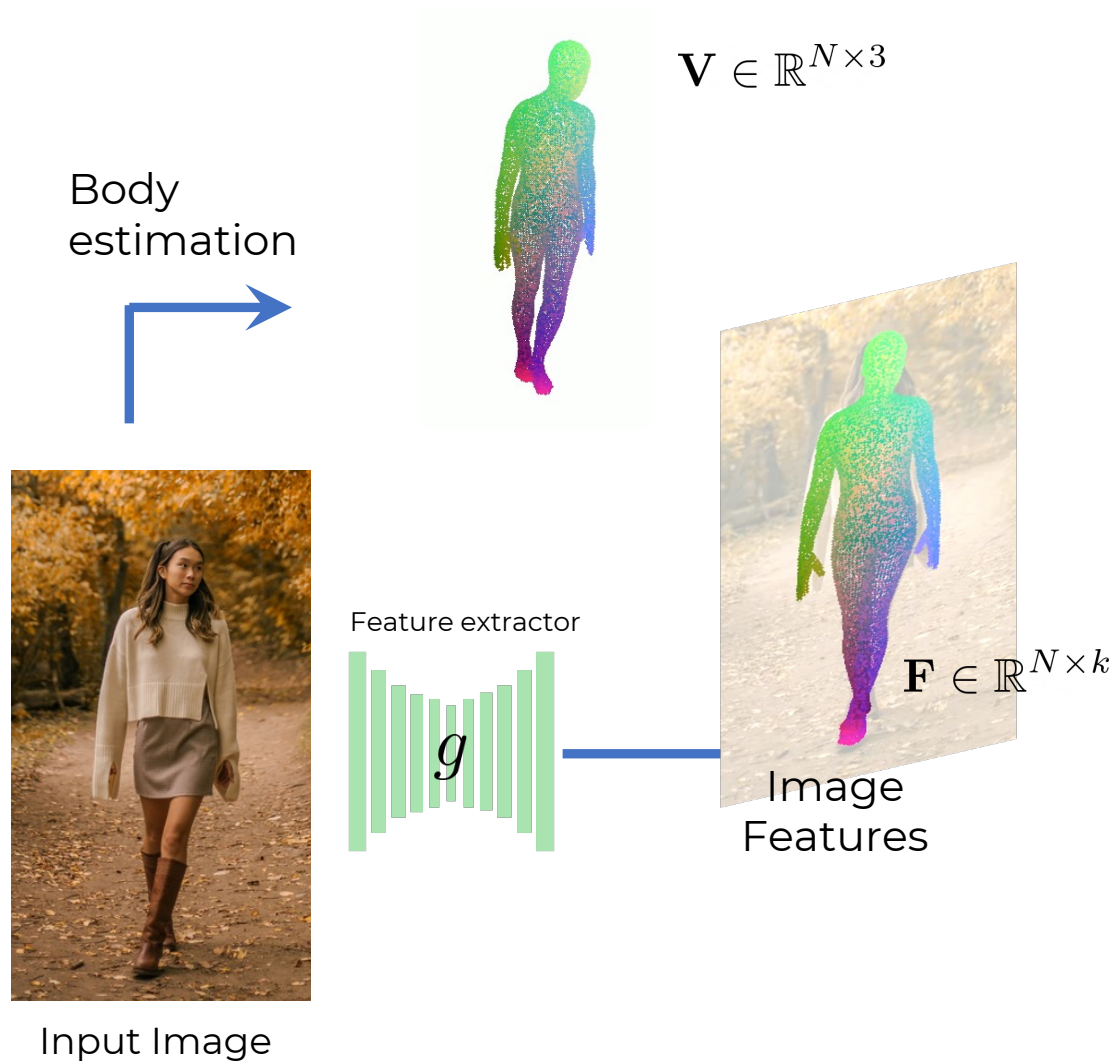 V ∈ ℝ^{N×3}
Body
estimation
Feature extractor
g
F ∈ ℝ^{N×k}
Image
Features
Input Image